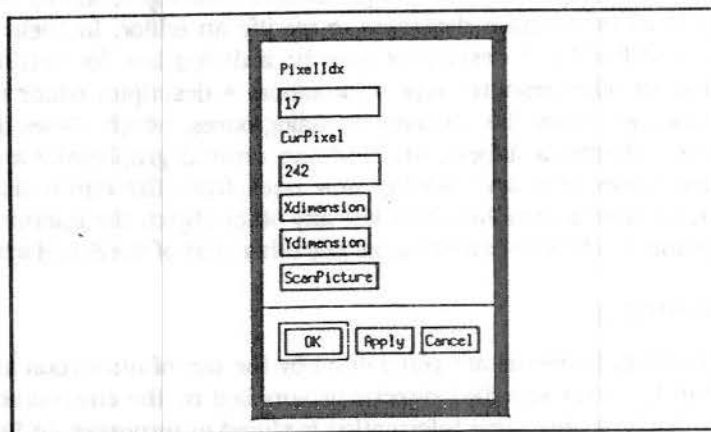 PixelIdx
17
CurPixel
242
Xdimension
Ydimension
ScanPicture
OK Apply Cancel